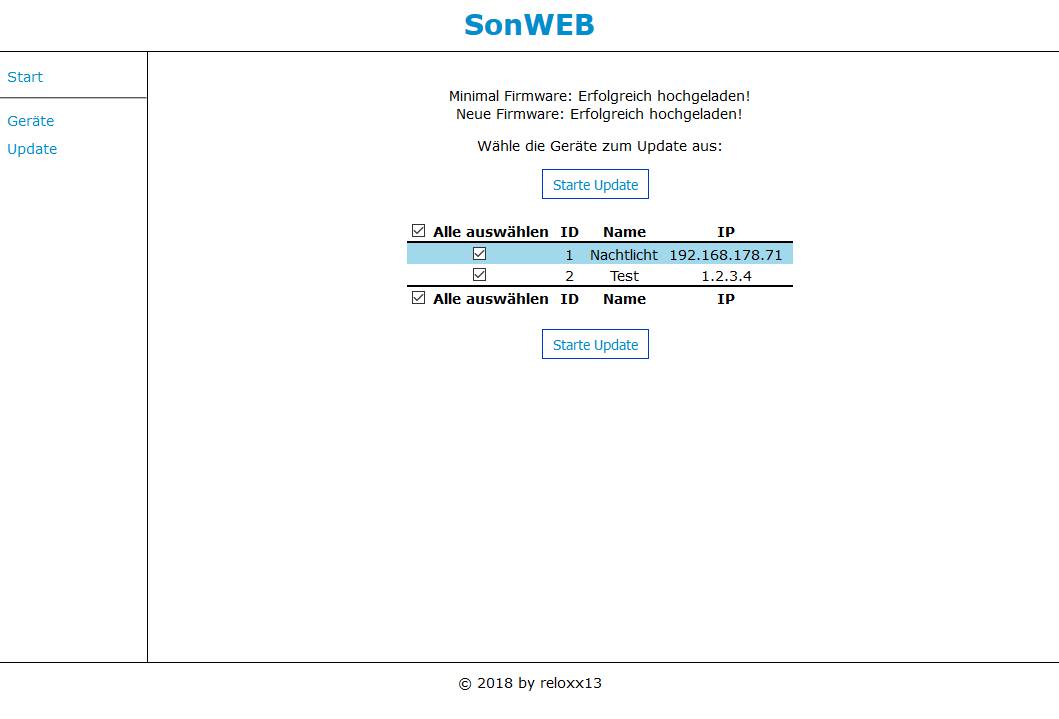 SonWEB
Start
Geräte
Update
Minimal Firmware: Erfolgreich hochgeladen!
Neue Firmware: Erfolgreich hochgeladen!
Wähle die Geräte zum Update aus:
Starte Update
Alle auswählen ID Name IP
1 Nachtlicht 192.168.178.71
2 Test 1.2.3.4
Alle auswählen ID Name IP
Starte Update
© 2018 by reloxx13